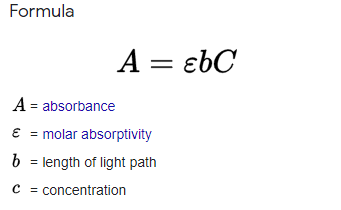 Formula
A = εbC
A = absorbance
ε = molar absorptivity
b = length of light path
c = concentration